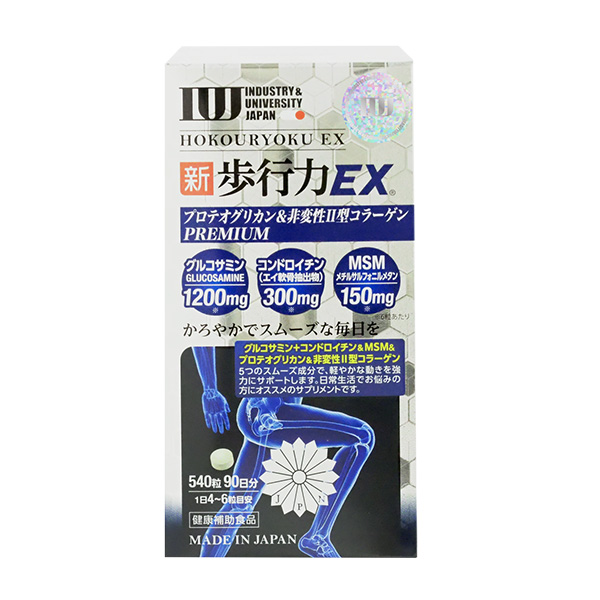 IUJ INDUSTRY &
UNIVERSITY
JAPAN
HOKOURYOKU EX
新 歩行力EX®
プロテオグリカン&非変性II型コラーゲン
PREMIUM
グルコサミン
GLUCOSAMINE
1200mg
※
コンドロイチン
(エイ軟骨抽出物)
300mg
※
MSM
メチルサルフォニルメタン
150mg
※
※6粒あたり
かろやかでスムーズな毎日を
グルコサミン+コンドロイチン&MSM&
プロテオグリカン&非変性II型コラーゲン
5つのスムーズ成分で、軽やかな動きを強
力にサポートします。日常生活でお悩みの
方にオススメのサプリメントです。
540粒 90日分
1日4~6粒目安
J P N
健康補助食品
MADE IN JAPAN